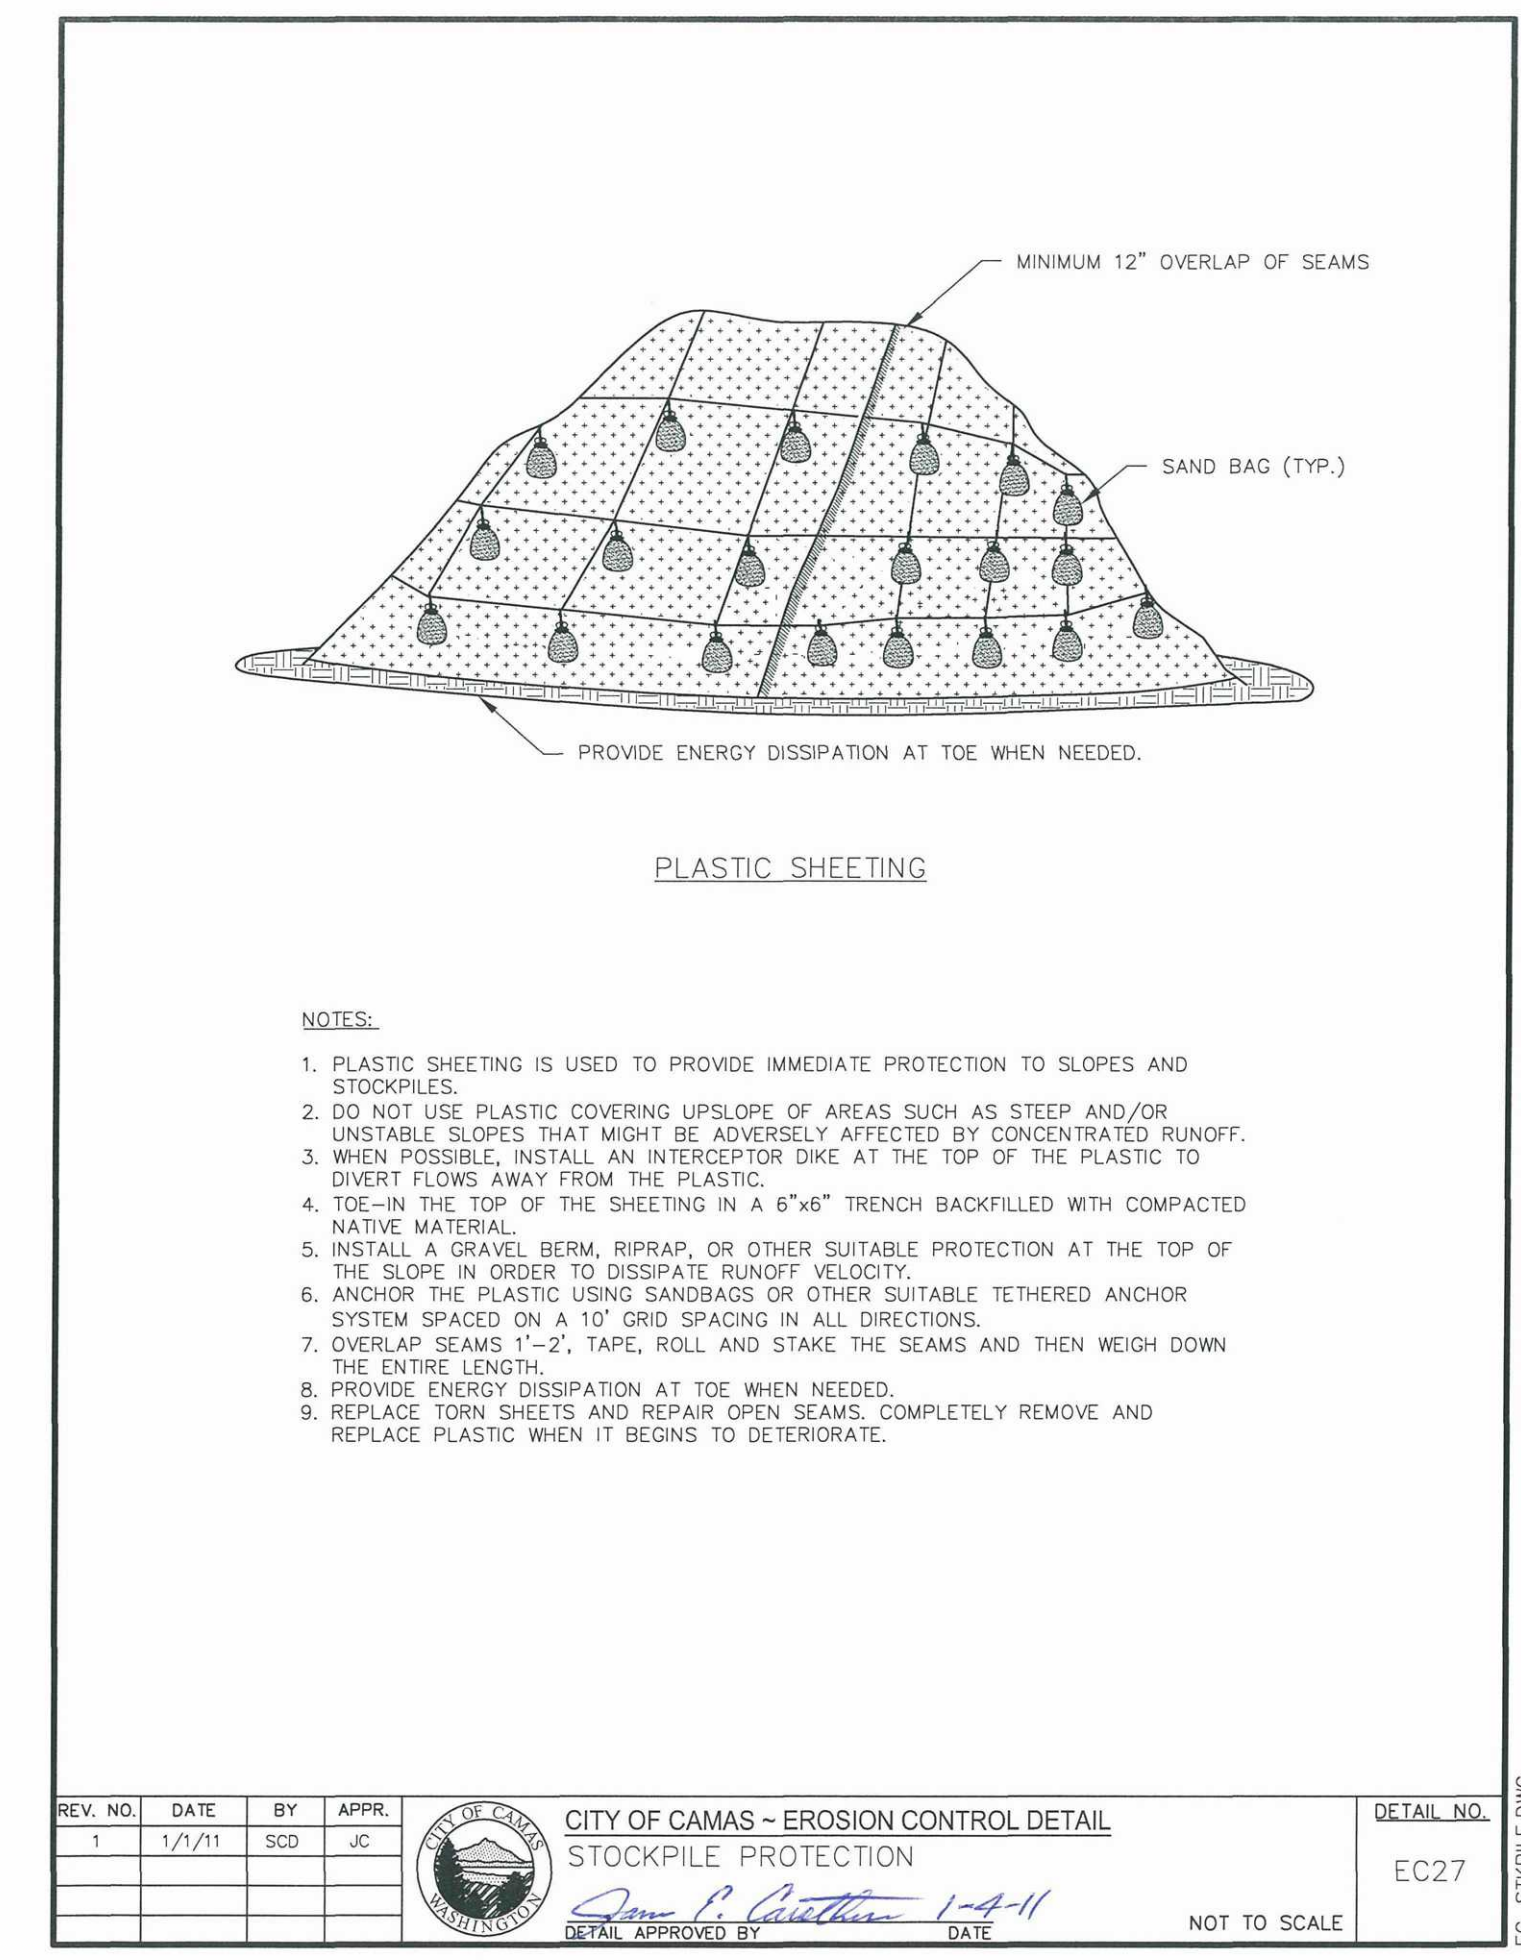 MINIMUM 12" OVERLAP OF SEAMS
SAND BAG (TYP.)
PROVIDE ENERGY DISSIPATION AT TOE WHEN NEEDED.
PLASTIC SHEETING
NOTES:
1. PLASTIC SHEETING IS USED TO PROVIDE IMMEDIATE PROTECTION TO SLOPES AND
STOCKPILES.
2. DO NOT USE PLASTIC COVERING UPSLOPE OF AREAS SUCH AS STEEP AND/OR
UNSTABLE SLOPES THAT MIGHT BE ADVERSELY AFFECTED BY CONCENTRATED RUNOFF.
3. WHEN POSSIBLE, INSTALL AN INTERCEPTOR DIKE AT THE TOP OF THE PLASTIC TO
DIVERT FLOWS AWAY FROM THE PLASTIC.
4. TOE-IN THE TOP OF THE SHEETING IN A 6"x6" TRENCH BACKFILLED WITH COMPACTED
NATIVE MATERIAL.
5. INSTALL A GRAVEL BERM, RIPRAP, OR OTHER SUITABLE PROTECTION AT THE TOP OF
THE SLOPE IN ORDER TO DISSIPATE RUNOFF VELOCITY.
6. ANCHOR THE PLASTIC USING SANDBAGS OR OTHER SUITABLE TETHERED ANCHOR
SYSTEM SPACED ON A 10' GRID SPACING IN ALL DIRECTIONS.
7. OVERLAP SEAMS 1'-2', TAPE, ROLL AND STAKE THE SEAMS AND THEN WEIGH DOWN
THE ENTIRE LENGTH.
8. PROVIDE ENERGY DISSIPATION AT TOE WHEN NEEDED.
9. REPLACE TORN SHEETS AND REPAIR OPEN SEAMS. COMPLETELY REMOVE AND
REPLACE PLASTIC WHEN IT BEGINS TO DETERIORATE.
REV. NO. DATE BY APPR.
1 1/1/11 SCD JC
CITY OF CAMAS
WASHINGTON
CITY OF CAMAS ~ EROSION CONTROL DETAIL
STOCKPILE PROTECTION
James E. Carothers 1-4-11
DETAIL APPROVED BY DATE
NOT TO SCALE
DETAIL NO.
EC27